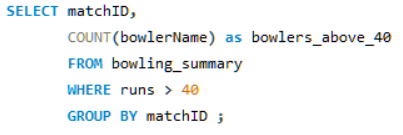 SELECT matchID,
COUNT(bowlerName) as bowlers_above_40
FROM bowling_summary
WHERE runs > 40
GROUP BY matchID ;